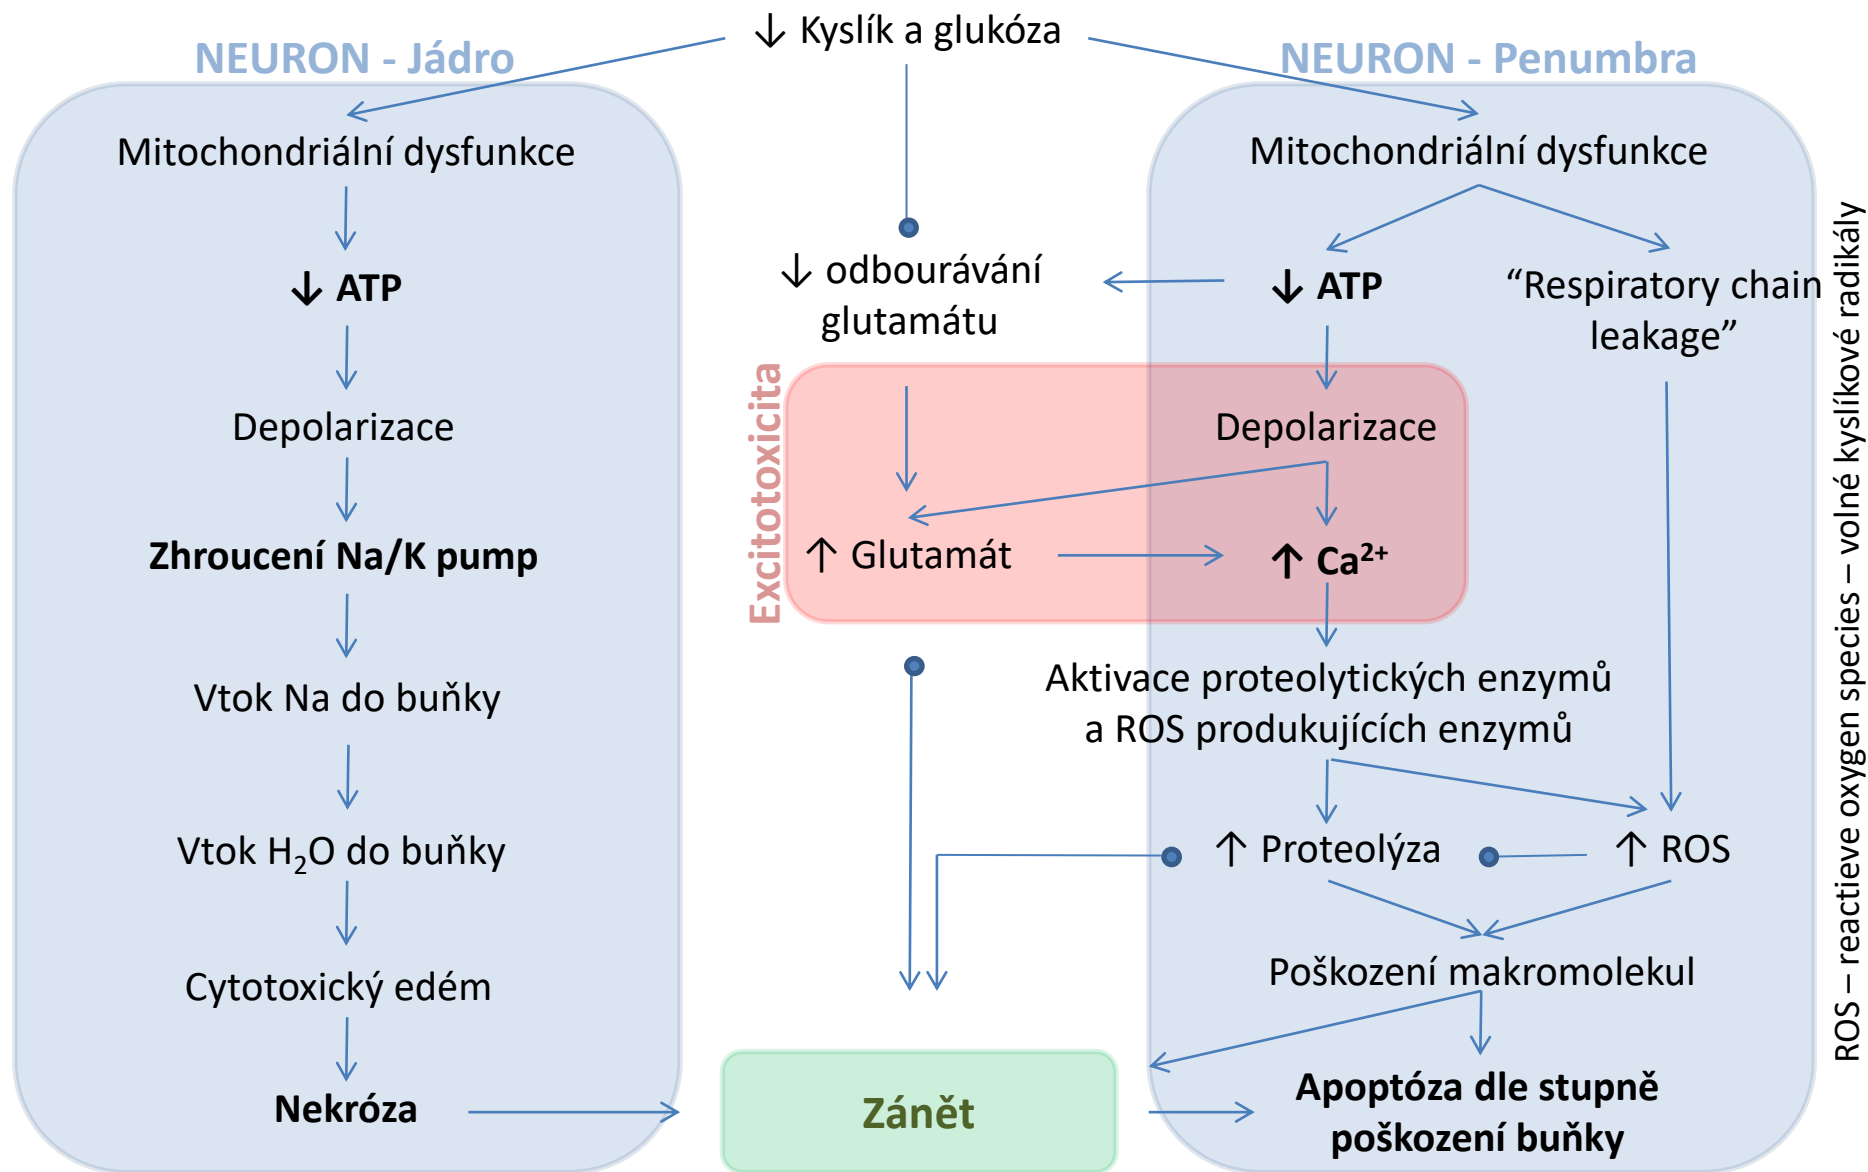 ↓ Kyslík a glukóza
NEURON - Jádro
Mitochondriální dysfunkce
↓ ATP
Depolarizace
Zhroucení Na/K pump
Vtok Na do buňky
Vtok H₂O do buňky
Cytotoxický edém
Nekróza
↓ odbourávání
glutamátu
Excitotoxicita
↑ Glutamát
Zánět
NEURON - Penumbra
Mitochondriální dysfunkce
↓ ATP
“Respiratory chain
leakage”
Depolarizace
↑ Ca²⁺
Aktivace proteolytických enzymů
a ROS produkujících enzymů
↑ Proteolýza
↑ ROS
Poškození makromolekul
Apoptóza dle stupně
poškození buňky
ROS – reactieve oxygen species – volné kyslíkové radikály